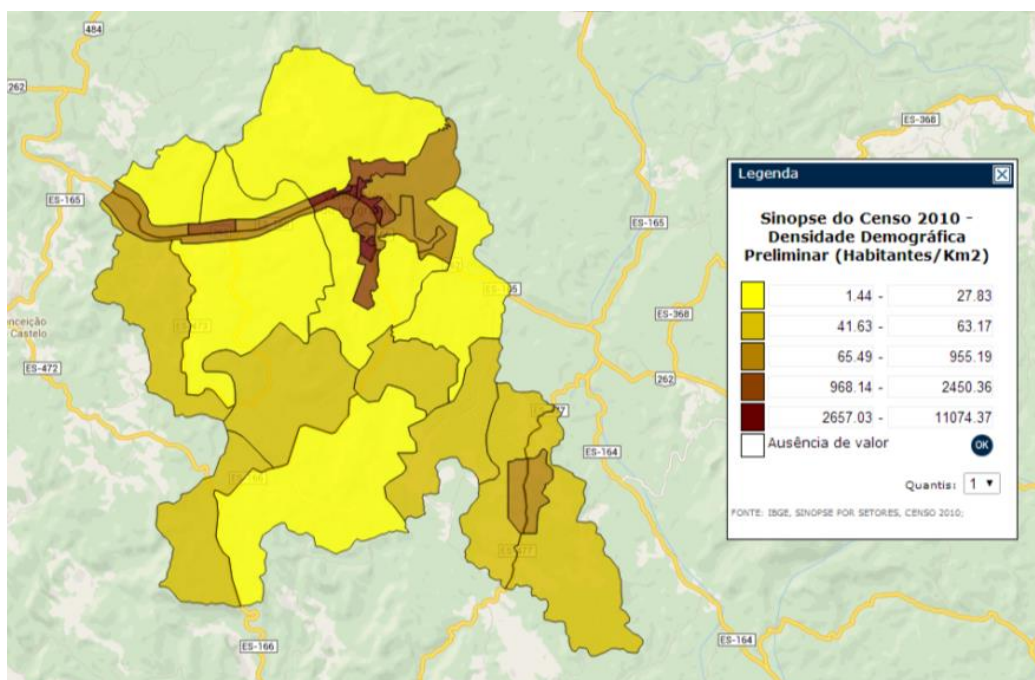 484
262
ES-368
ES-165
ES-165
ES-368
Conceição
Castelo
ES-472
262
ES-164
ES-166
ES-164
Legenda
Sinopse do Censo 2010 -
Densidade Demográfica
Preliminar (Habitantes/Km2)
1.44 - 27.83
41.63 - 63.17
65.49 - 955.19
968.14 - 2450.36
2657.03 - 11074.37
Ausência de valor OK
Quantis: 1
FONTE: IBGE, SINOPSE POR SETORES, CENSO 2010;